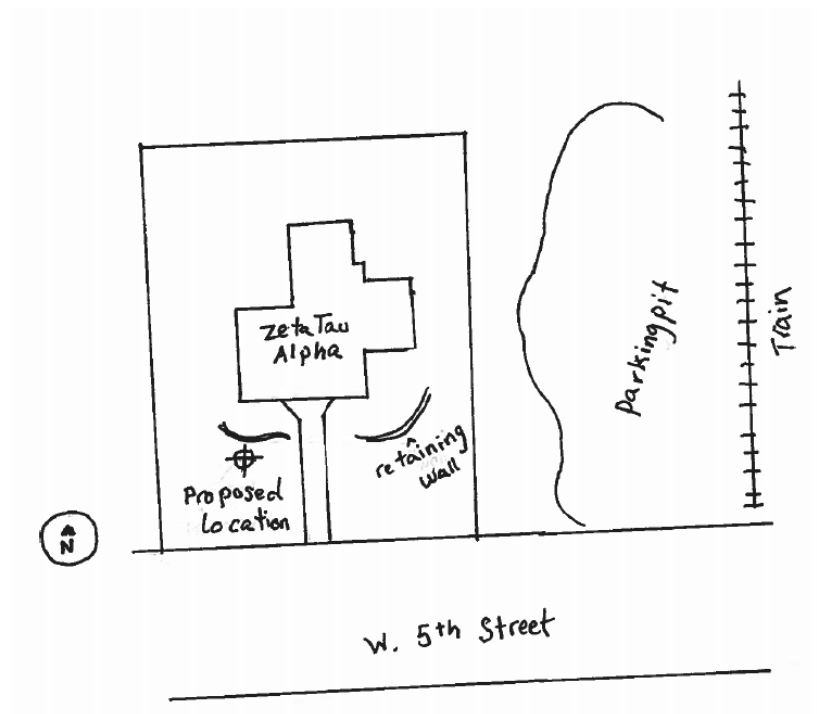 Zeta Tau
Alpha
Parking pit
Train
retaining
wall
Proposed
Location
N
W. 5th Street